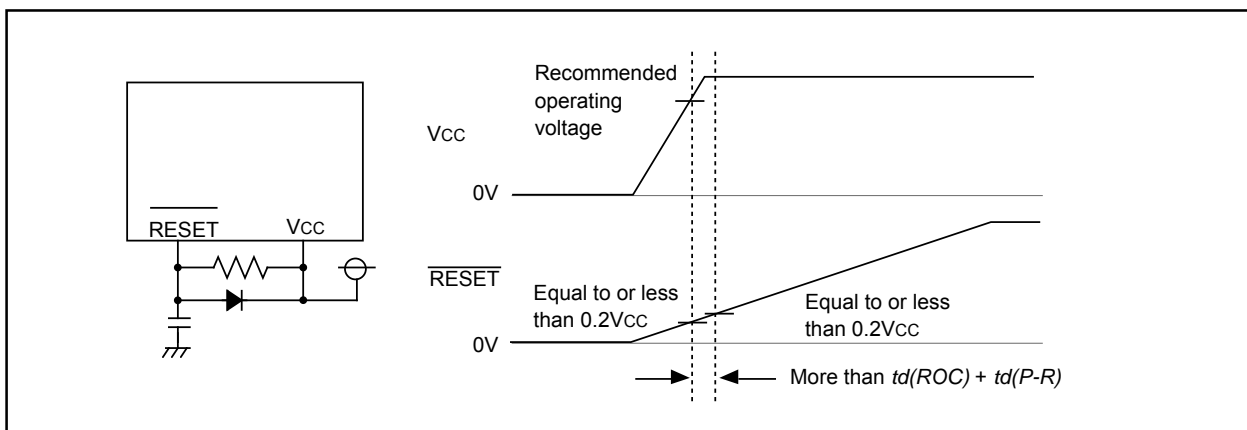 RESET
VCC
Recommended
operating
voltage
VCC
0V
RESET
Equal to or less
than 0.2VCC
Equal to or less
than 0.2VCC
0V
More than td(ROC) + td(P-R)